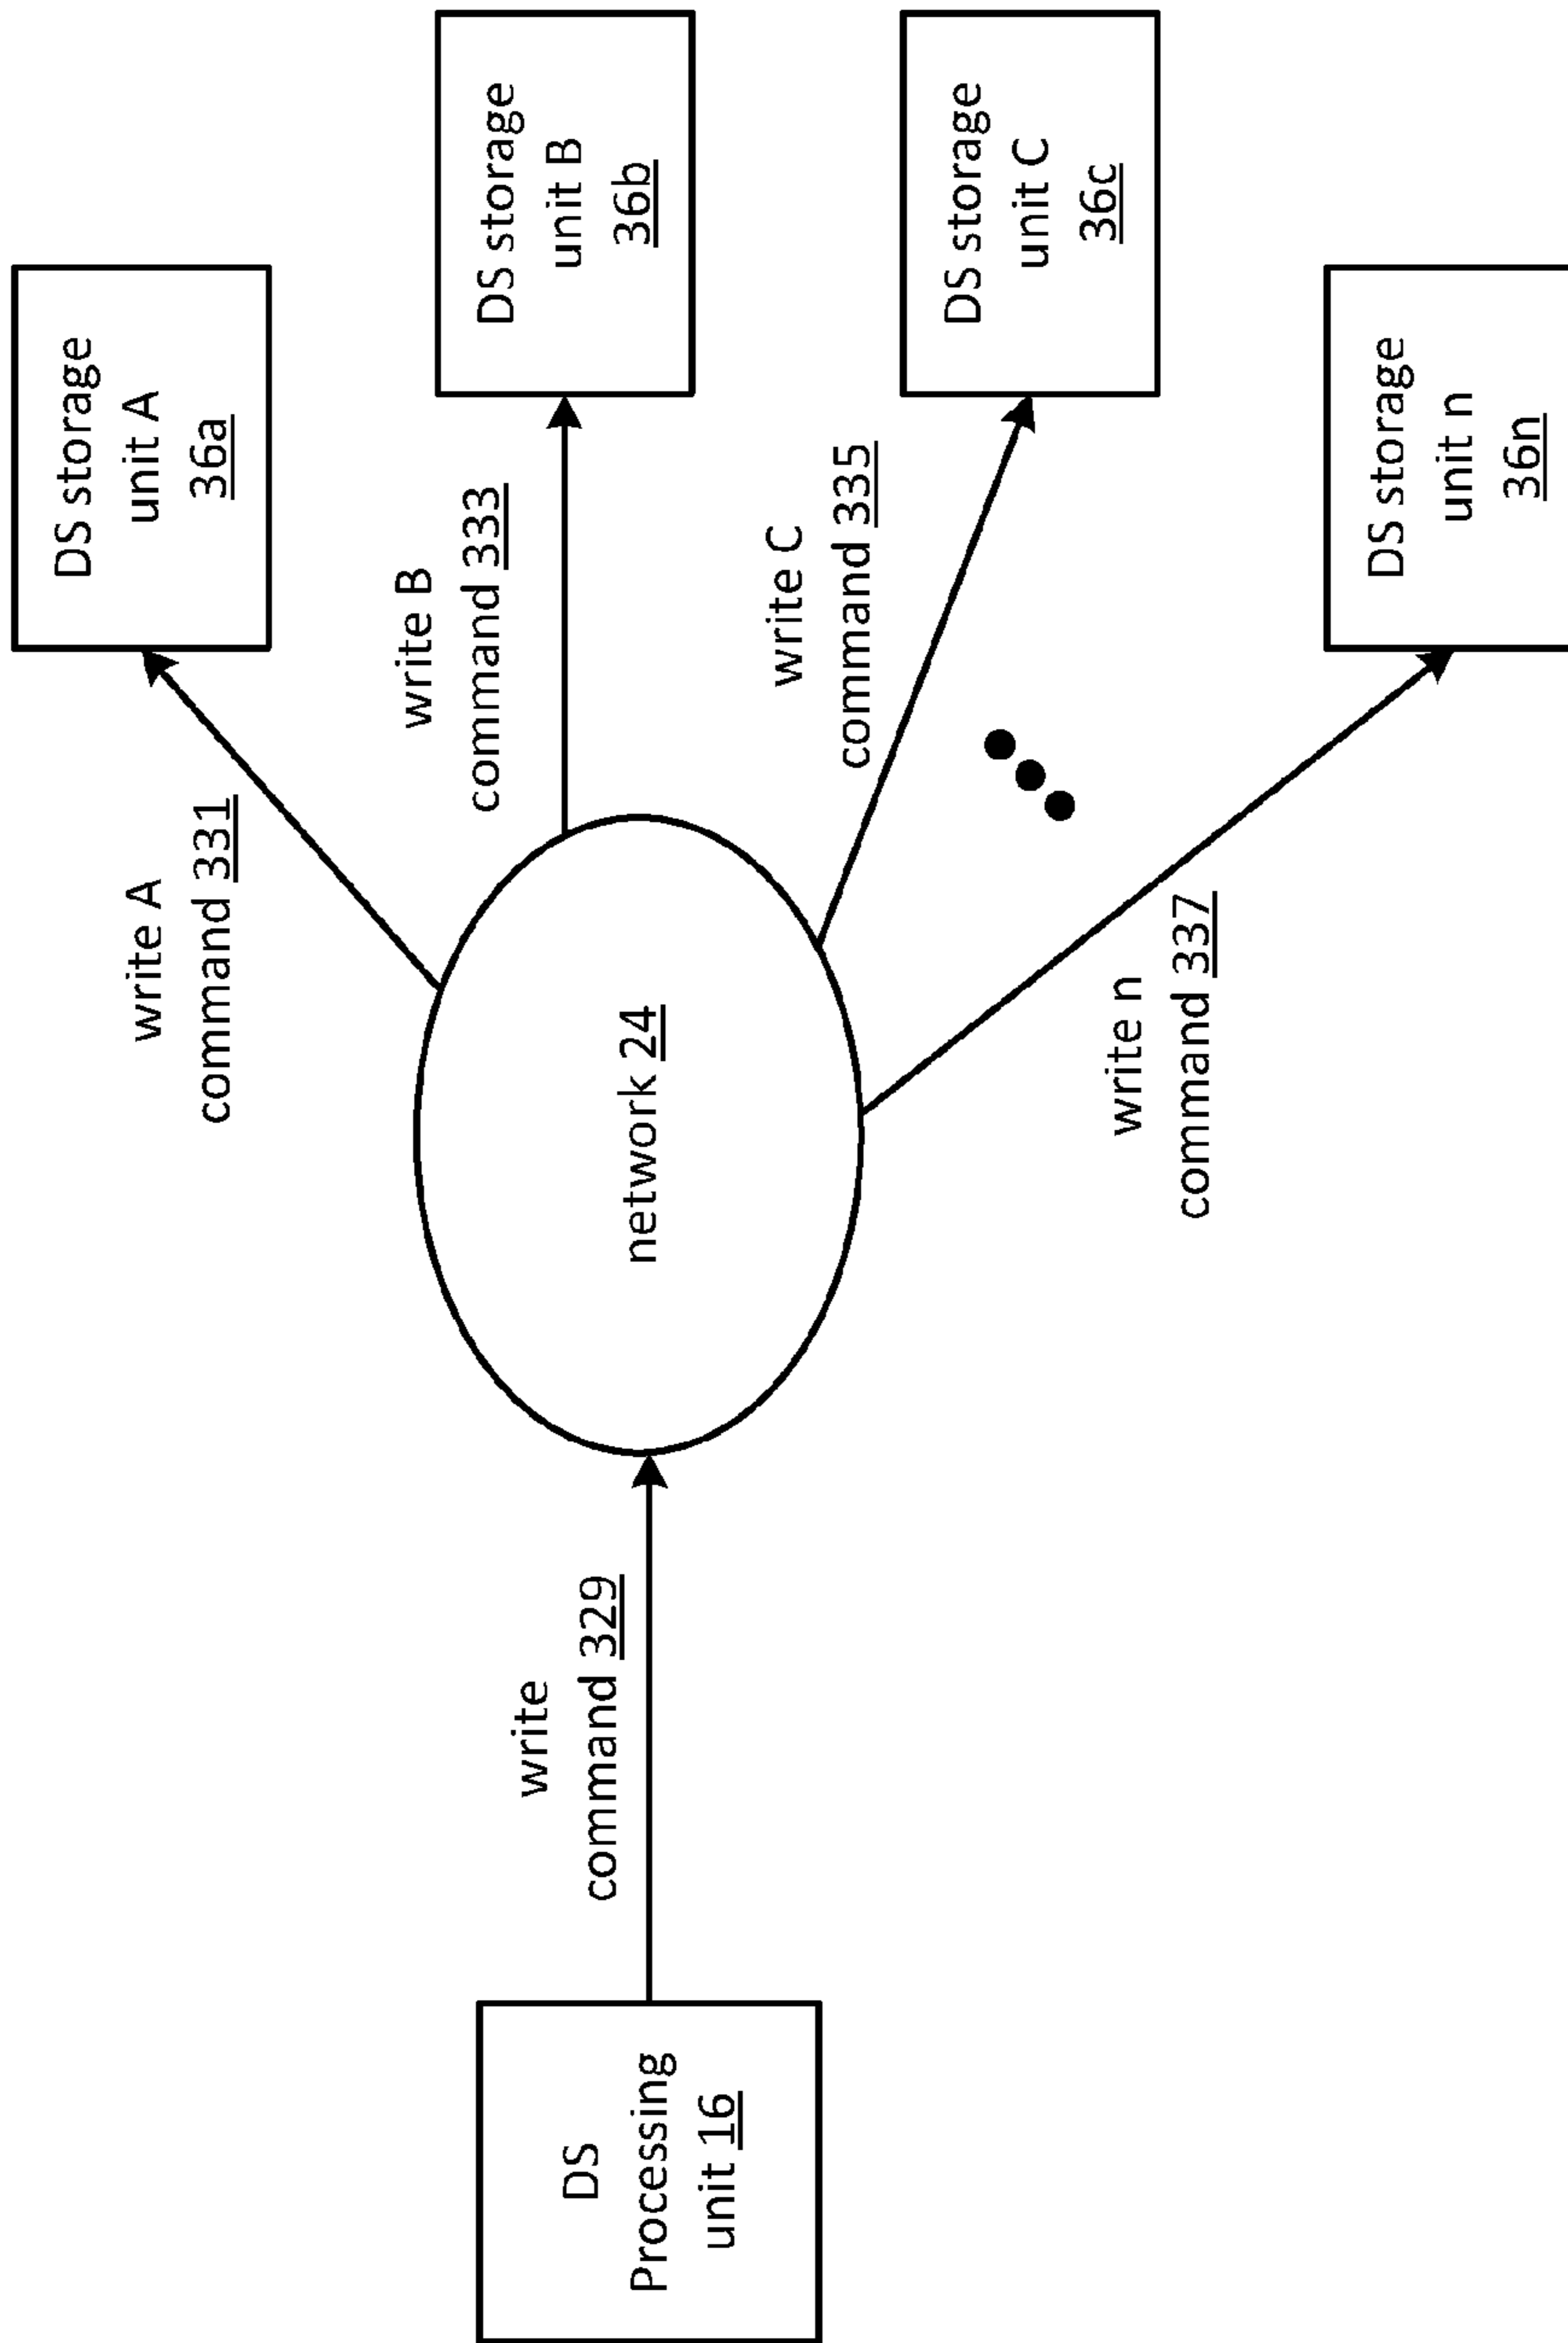 DS
Processing
unit 16
write
command 329
network 24
write A
command 331
DS storage
unit A
36a
write B
command 333
DS storage
unit B
36b
write C
command 335
DS storage
unit C
36c
write n
command 337
DS storage
unit n
36n